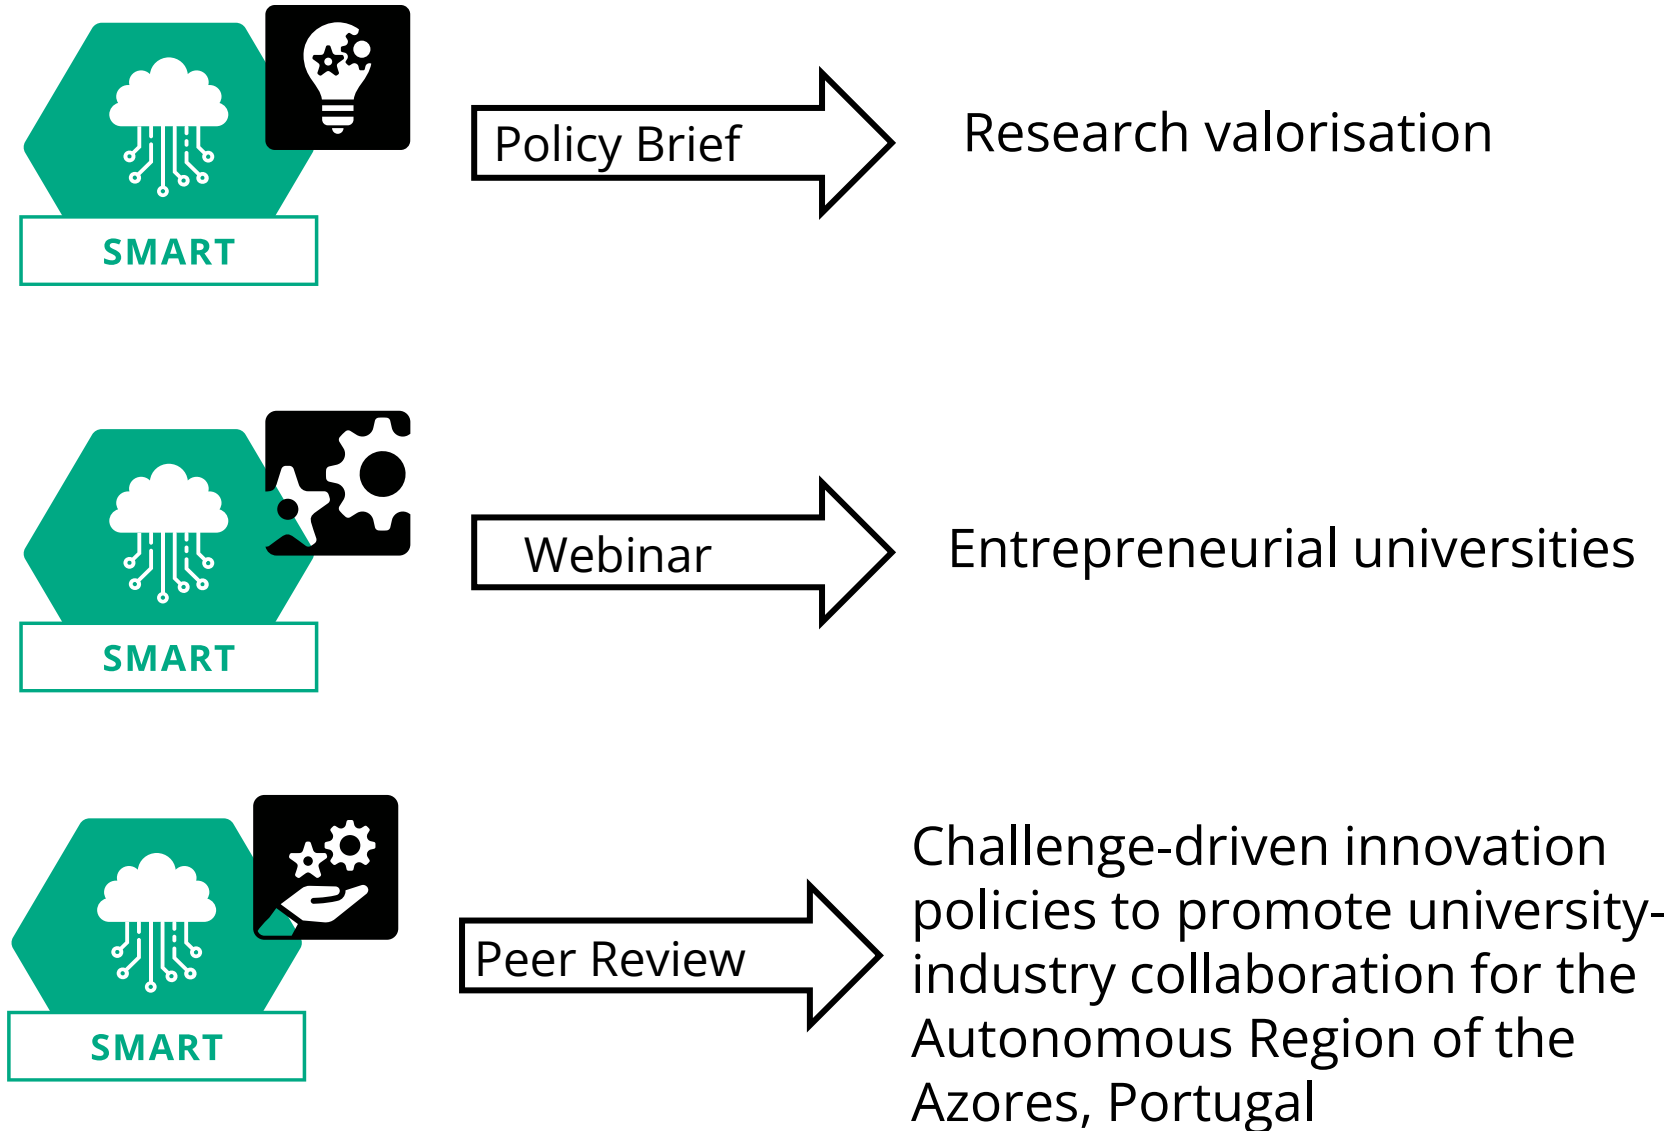 SMART
Policy Brief
Research valorisation
SMART
Webinar
Entrepreneurial universities
SMART
Peer Review
Challenge-driven innovation
policies to promote university-
industry collaboration for the
Autonomous Region of the
Azores, Portugal